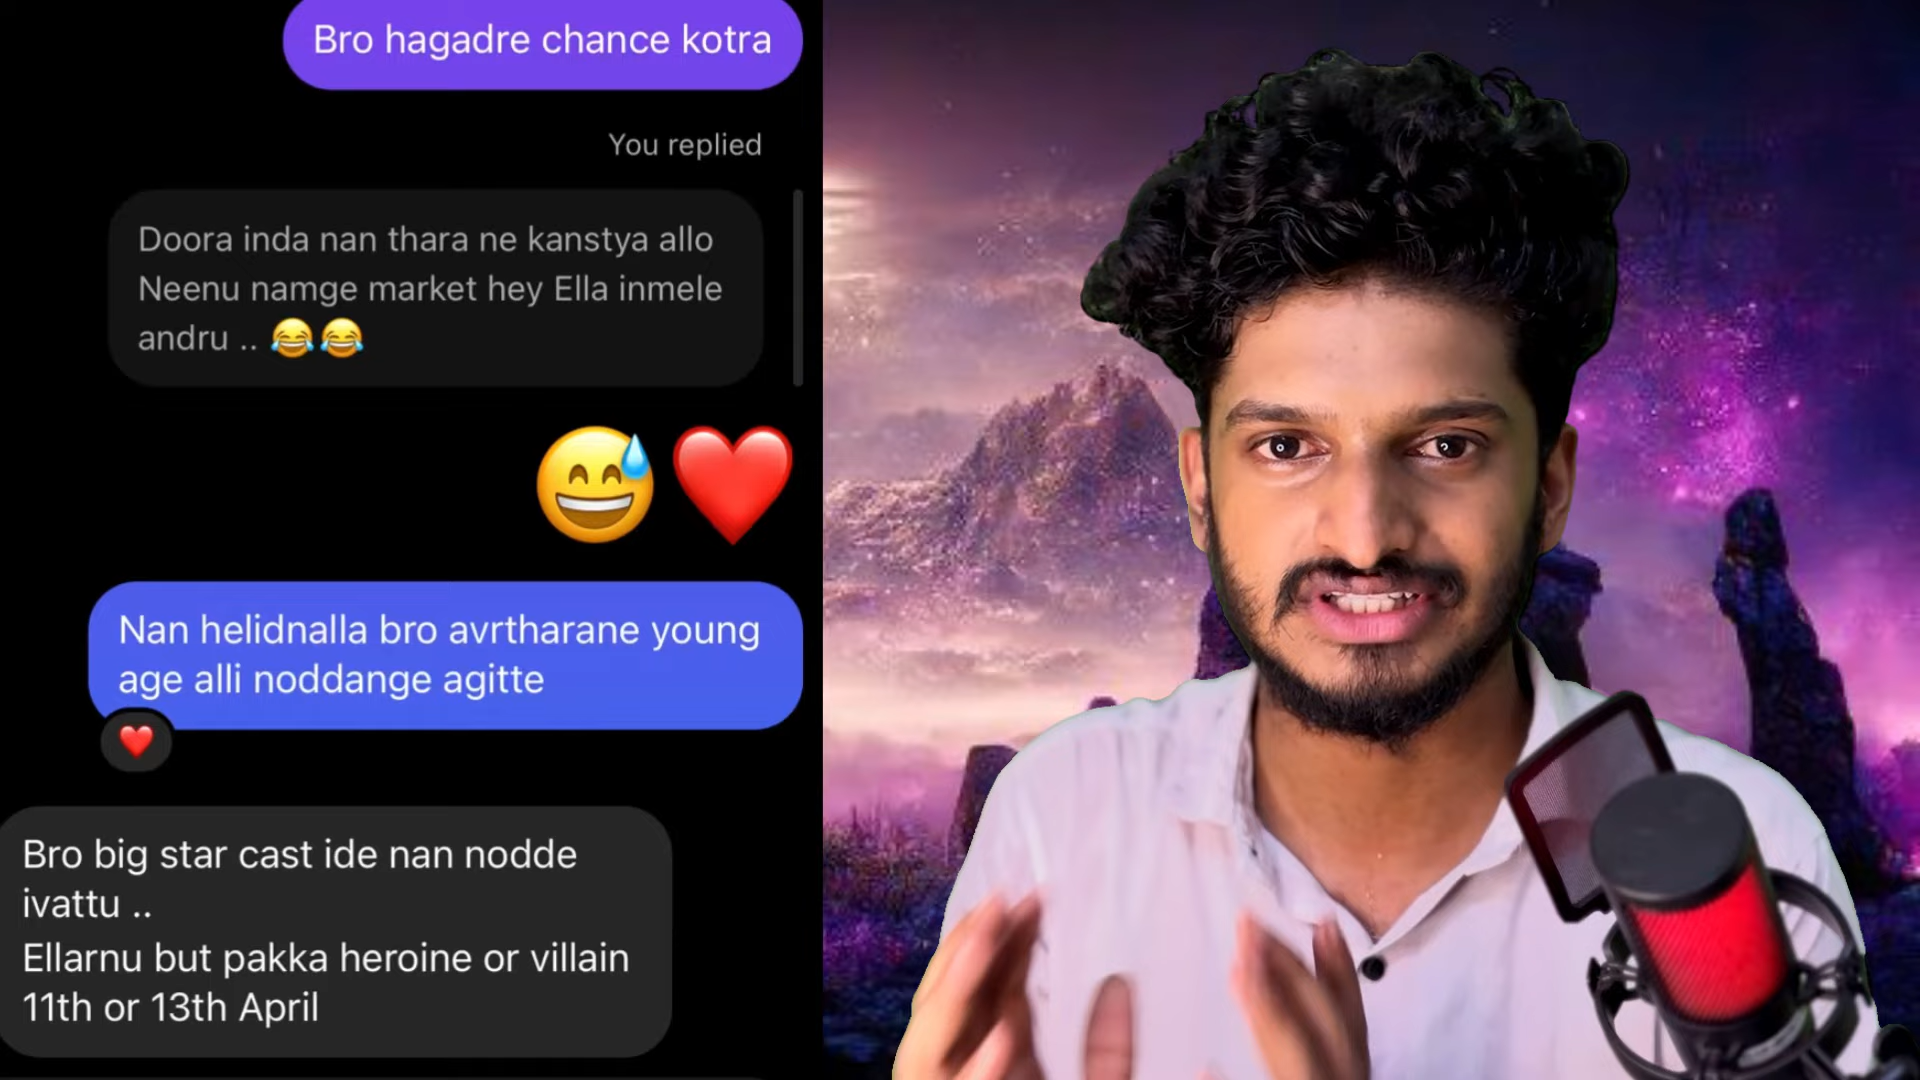 Bro hagadre chance kotra
You replied
Doora inda nan thara ne kanstya allo
Neenu namge market hey Ella inmele
andru .. 😂😂
😅❤️
Nan helidnalla bro avrtharane young
age alli noddange agitte
❤️
Bro big star cast ide nan nodde
ivattu ..
Ellarnu but pakka heroine or villain
11th or 13th April